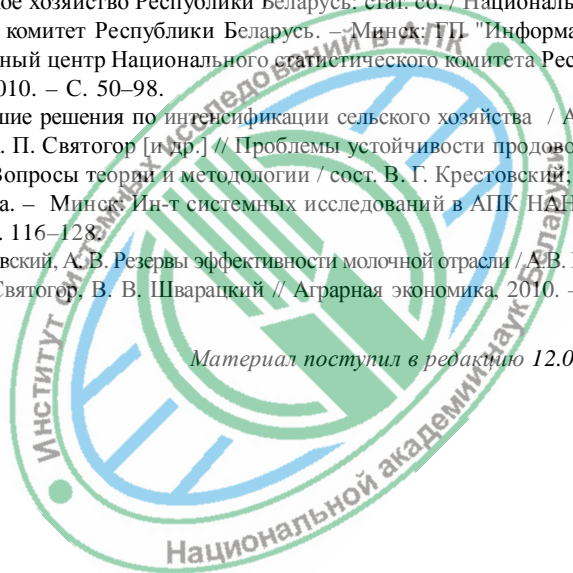 кое хозяйство Республики Беларусь: стат. сб. / Националь
комитет Республики Беларусь. – Минск: ГП "Информа
ный центр Национального статистического комитета Рес
010. – С. 50–98.
шие решения по интенсификации сельского хозяйства / А
. П. Святогор [и др.] // Проблемы устойчивости продово
Вопросы теории и методологии / сост. В. Г. Крестовский;
а. – Минск: Ин-т системных исследований в АПК НАН
. 116–128.
вский, А. В. Резервы эффективности молочной отрасли / А.В.
Святогор, В. В. Шварацкий // Аграрная экономика, 2010. –
Материал поступил в редакцию 12.0
Институт системных исследований в АПК
Национальной академии наук Беларуси